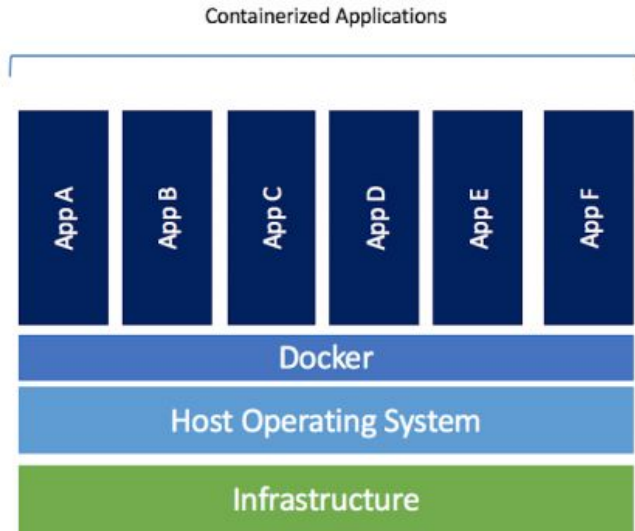 Containerized Applications
App A
App B
App C
App D
App E
App F
Docker
Host Operating System
Infrastructure